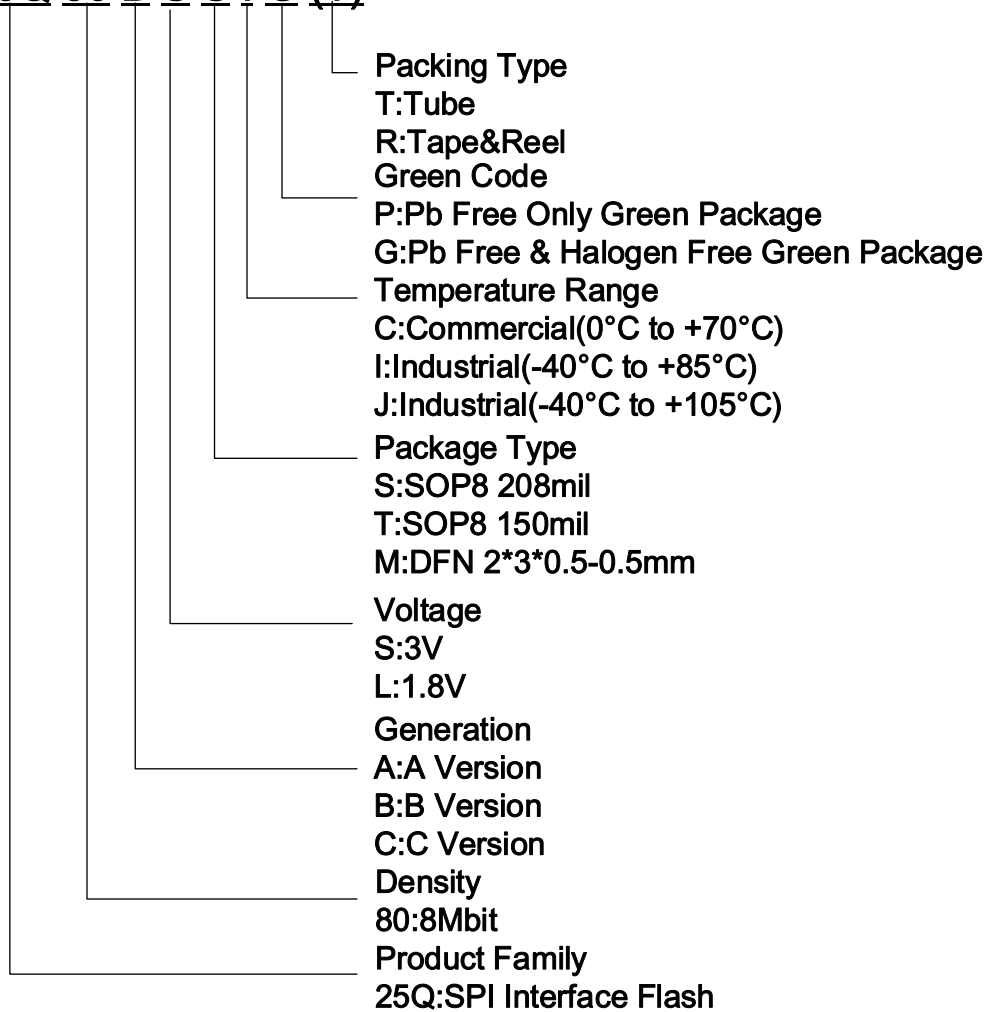 Packing Type
T:Tube
R:Tape&Reel
Green Code
P:Pb Free Only Green Package
G:Pb Free & Halogen Free Green Package
Temperature Range
C:Commercial(0°C to +70°C)
I:Industrial(-40°C to +85°C)
J:Industrial(-40°C to +105°C)
Package Type
S:SOP8 208mil
T:SOP8 150mil
M:DFN 2*3*0.5-0.5mm
Voltage
S:3V
L:1.8V
Generation
A:A Version
B:B Version
C:C Version
Density
80:8Mbit
Product Family
25Q:SPI Interface Flash